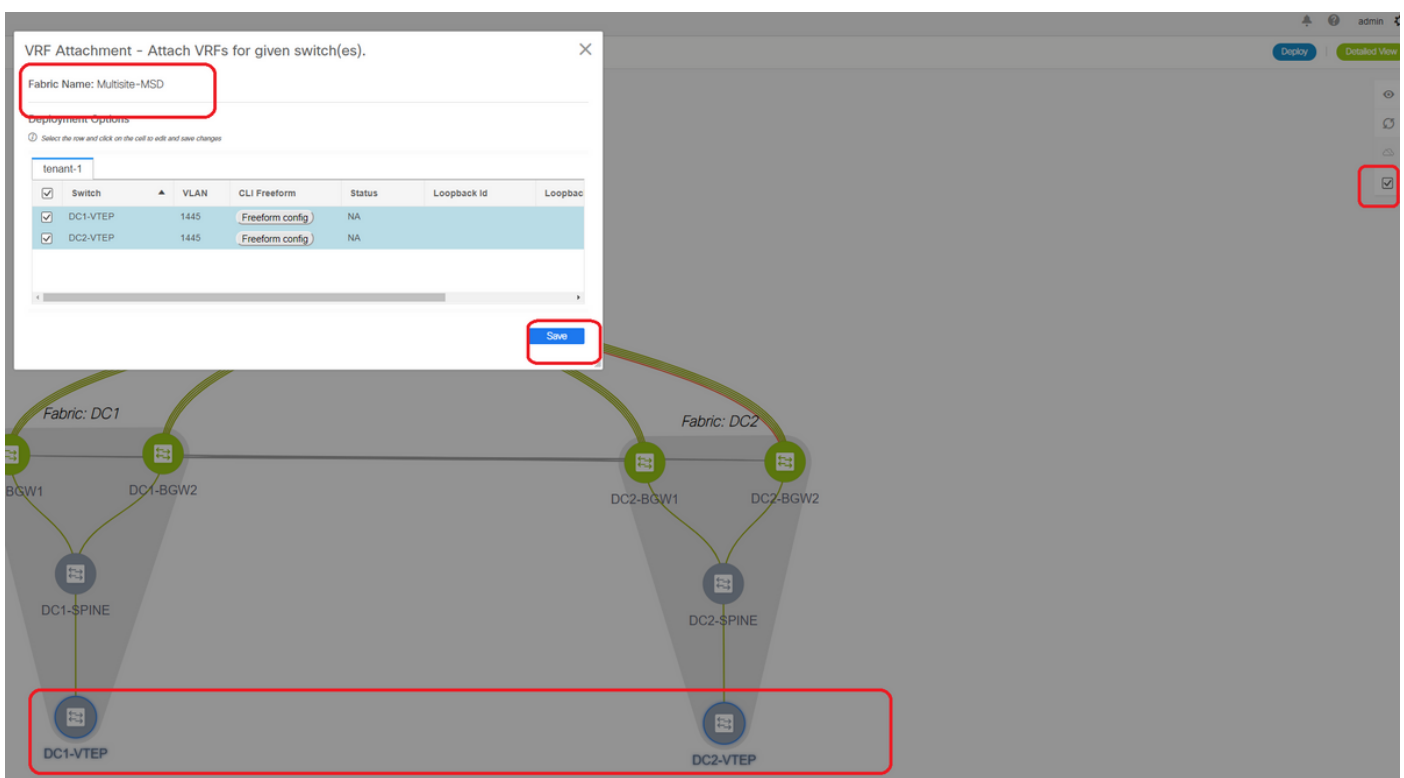 admin
VRF Attachment - Attach VRFs for given switch(es).
Deploy
Detailed View
Fabric Name: Multisite-MSD
Deployment Options
Select the row and click on the cell to edit and save changes
tenant-1
Switch VLAN CLI Freeform Status Loopback Id Loopbac
DC1-VTEP 1445 Freeform config NA
DC2-VTEP 1445 Freeform config NA
Save
Fabric: DC1
Fabric: DC2
BGW1
DC1-BGW2
DC2-BGW1
DC2-BGW2
DC1-SPINE
DC2-SPINE
DC1-VTEP
DC2-VTEP